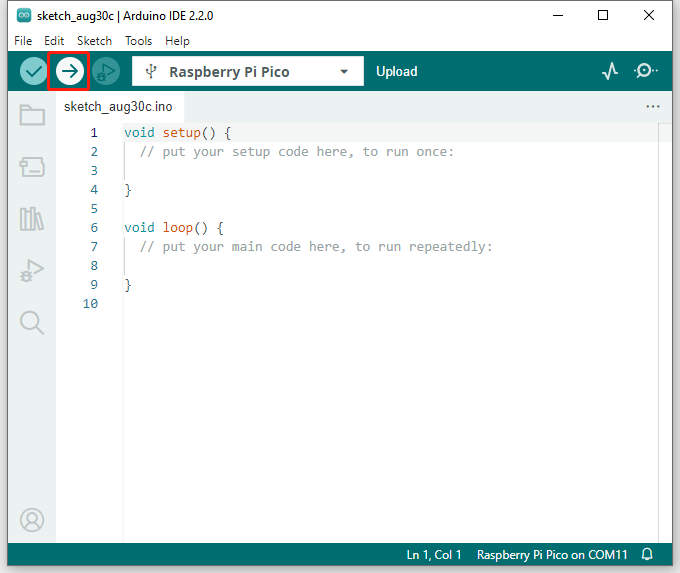 sketch_aug30c | Arduino IDE 2.2.0
File Edit Sketch Tools Help
Raspberry Pi Pico Upload
sketch_aug30c.ino ...
1 void setup() {
2 // put your setup code here, to run once:
3
4 }
5
6 void loop() {
7 // put your main code here, to run repeatedly:
8
9 }
10
Ln 1, Col 1 Raspberry Pi Pico on COM11